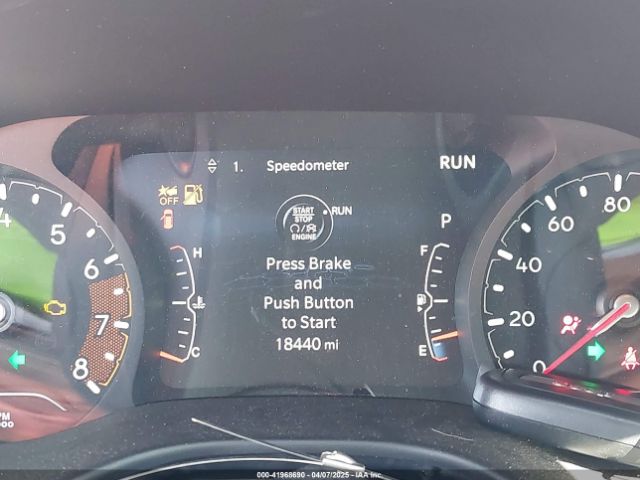 1. Speedometer RUN
OFF
START STOP ENGINE
RUN
P
H
F
Press Brake
and
Push Button
to Start
18440 mi
C
E
4
5
6
7
8
0
20
40
60
80
000-41968690 - 04/07/2025 - IAA Inc.